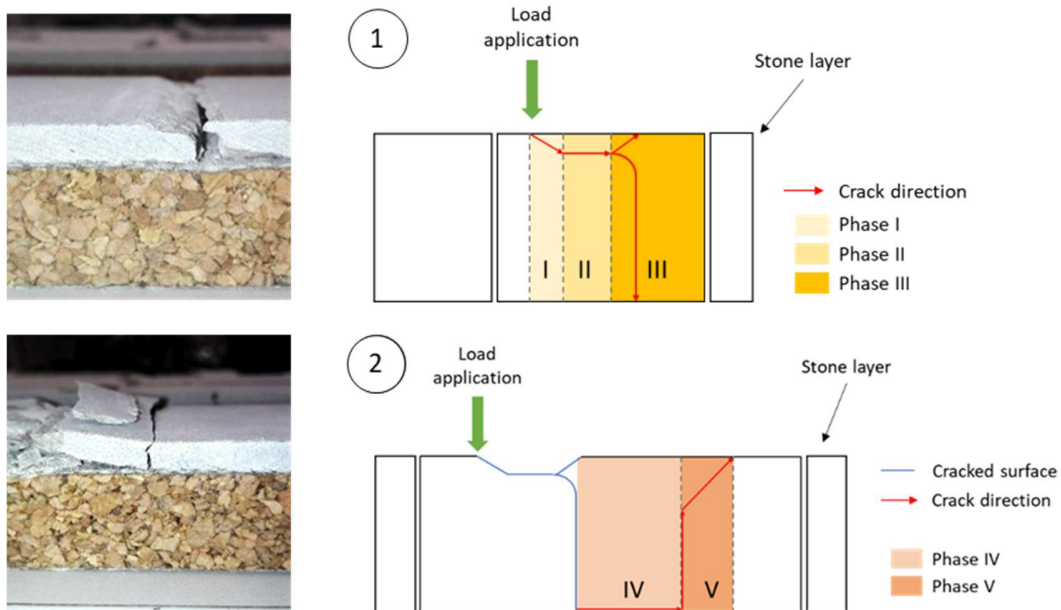 1
Load
application
Stone layer
Crack direction
Phase I
Phase II
Phase III
I
II
III
2
Load
application
Stone layer
Cracked surface
Crack direction
Phase IV
Phase V
IV
V